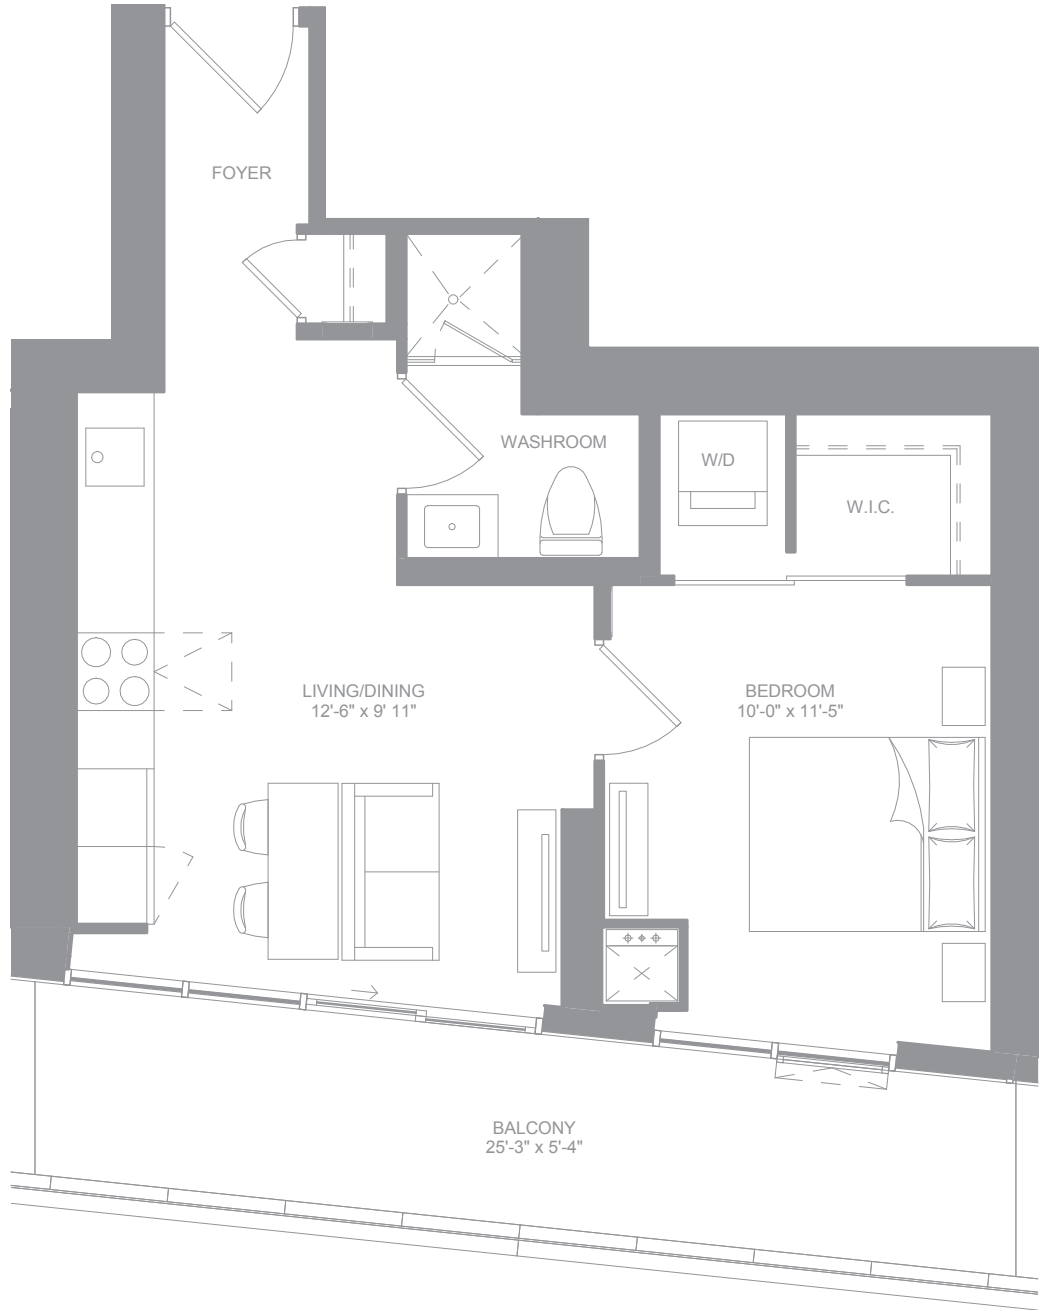 FOYER
WASHROOM
W/D
W.I.C.
LIVING/DINING
12'-6" x 9' 11"
BEDROOM
10'-0" x 11'-5"
BALCONY
25'-3" x 5'-4"